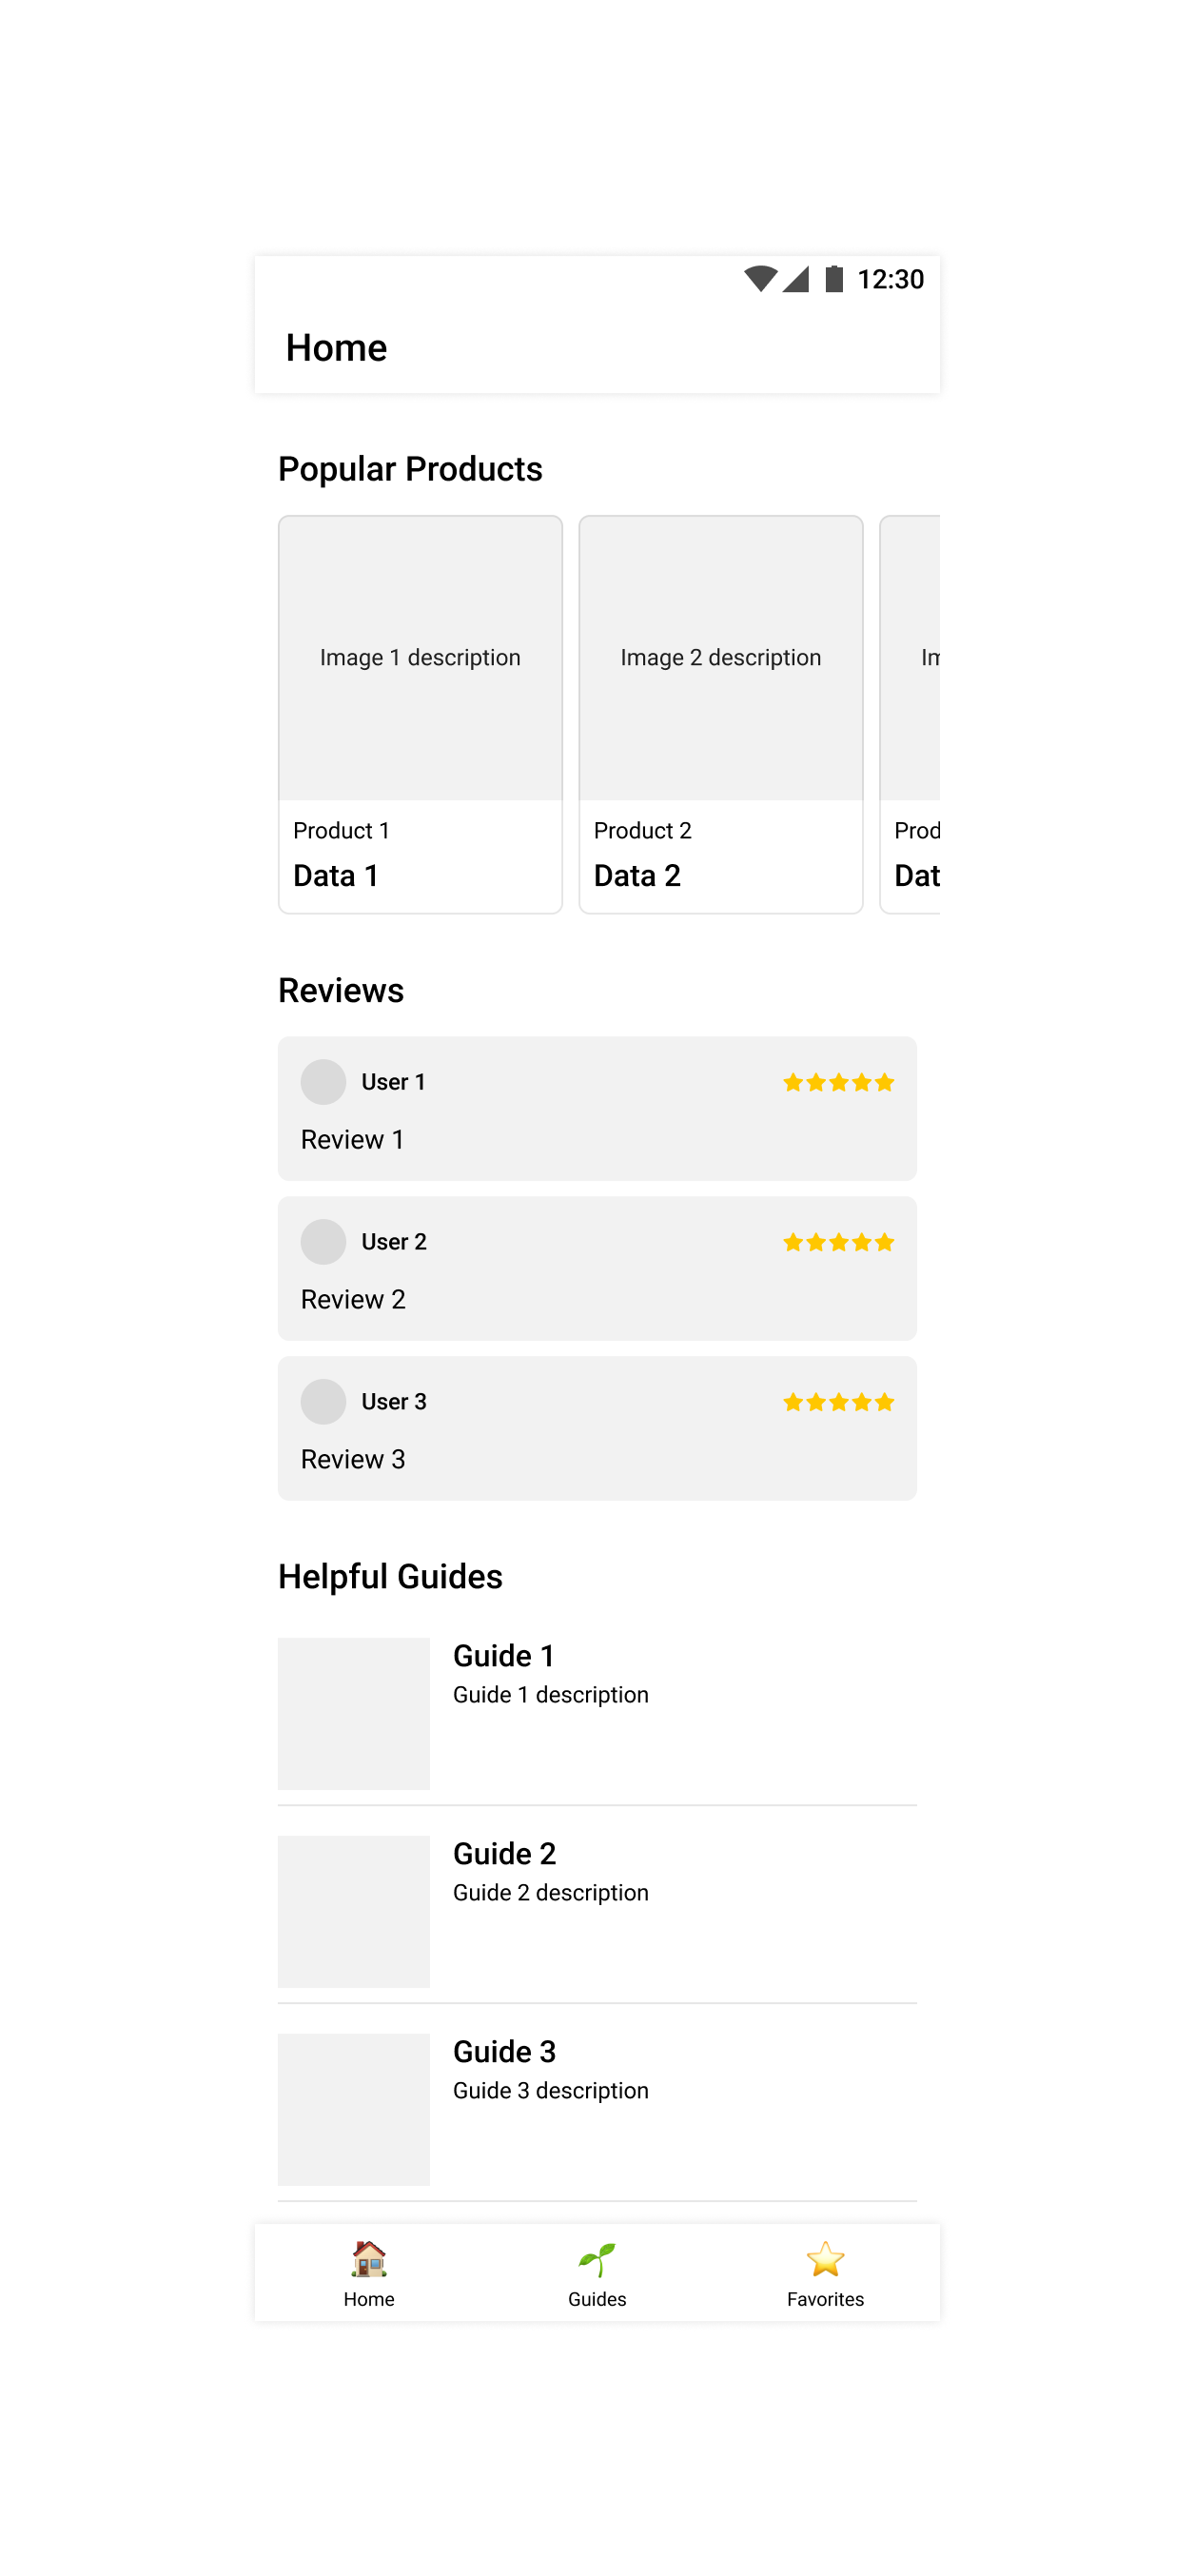 12:30
Home
Popular Products
Image 1 description
Image 2 description
Im
Product 1
Product 2
Prod
Data 1
Data 2
Dat
Reviews
User 1
Review 1
User 2
Review 2
User 3
Review 3
Helpful Guides
Guide 1
Guide 1 description
Guide 2
Guide 2 description
Guide 3
Guide 3 description
Home
Guides
Favorites